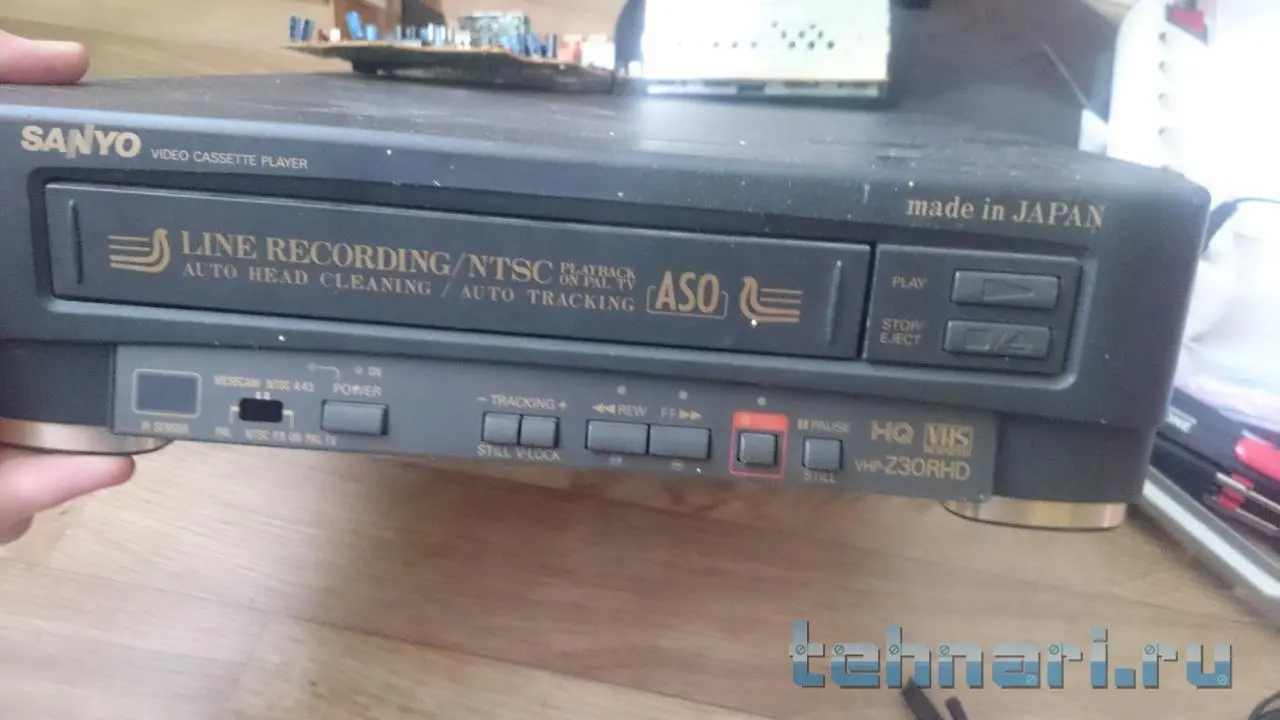 SANYO VIDEO CASSETTE PLAYER
made in JAPAN
LINE RECORDING/NTSC PLAYBACK ON PAL TV
AUTO HEAD CLEANING / AUTO TRACKING
ASO
PLAY
STOP/
EJECT
MESECAM NTSC 4.43
ON
POWER
IR SENSOR
PAL NTSC P.B ON PAL TV
- TRACKING +
STILL V-LOCK
REW FF
PAUSE
STILL
HQ VHS
VHP-Z30RHD
tehnari.ru